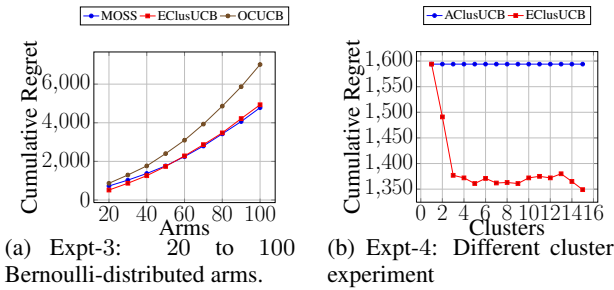 MOSS EClusUCB OCUCB
Cumulative Regret
6,000
4,000
2,000
0
20 40 60 80 100
Arms
(a) Expt-3: 20 to 100
Bernoulli-distributed arms.
AClusUCB EClusUCB
Cumulative Regret
1,600
1,550
1,500
1,450
1,400
1,350
0 2 4 6 8 10 12 14 16
Clusters
(b) Expt-4: Different cluster
experiment